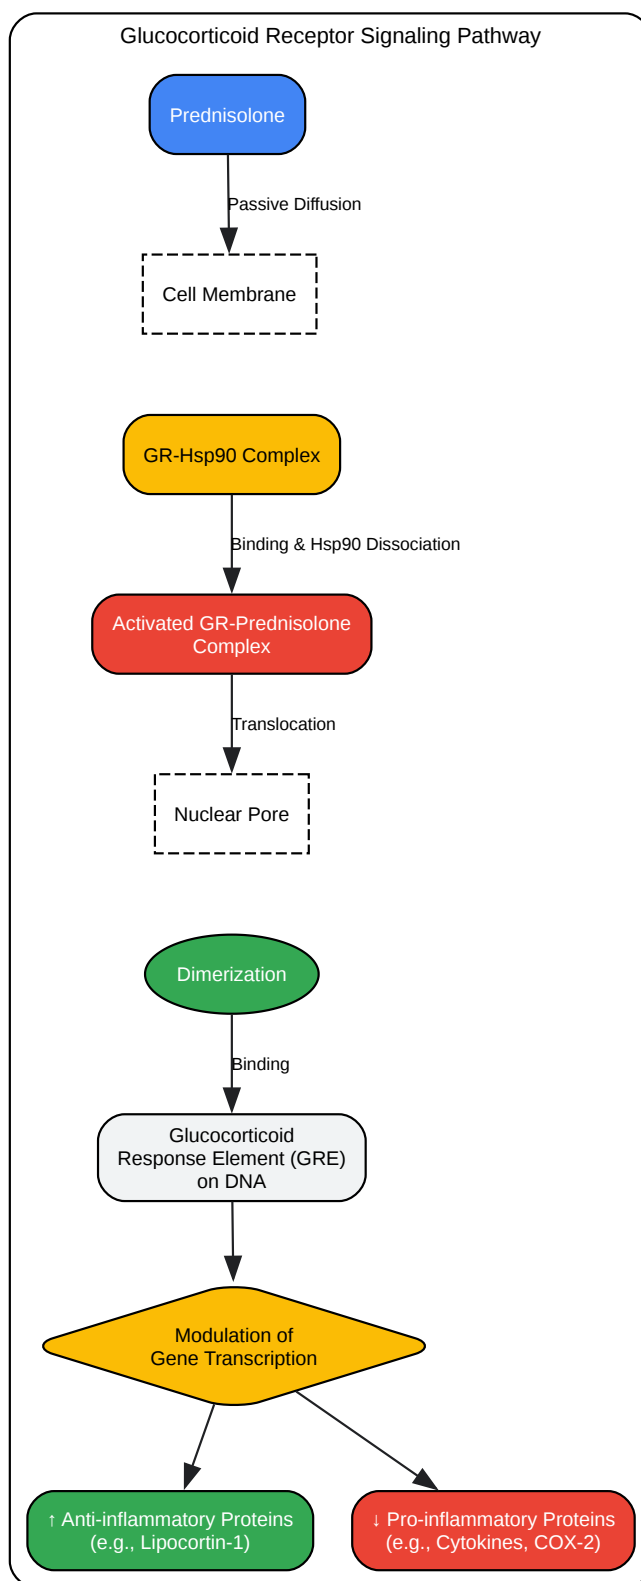 Glucocorticoid Receptor Signaling Pathway
Prednisolone
Passive Diffusion
Cell Membrane
GR-Hsp90 Complex
Binding & Hsp90 Dissociation
Activated GR-Prednisolone
Complex
Translocation
Nuclear Pore
Dimerization
Binding
Glucocorticoid
Response Element (GRE)
on DNA
Modulation of
Gene Transcription
↑ Anti-inflammatory Proteins
(e.g., Lipocortin-1)
↓ Pro-inflammatory Proteins
(e.g., Cytokines, COX-2)